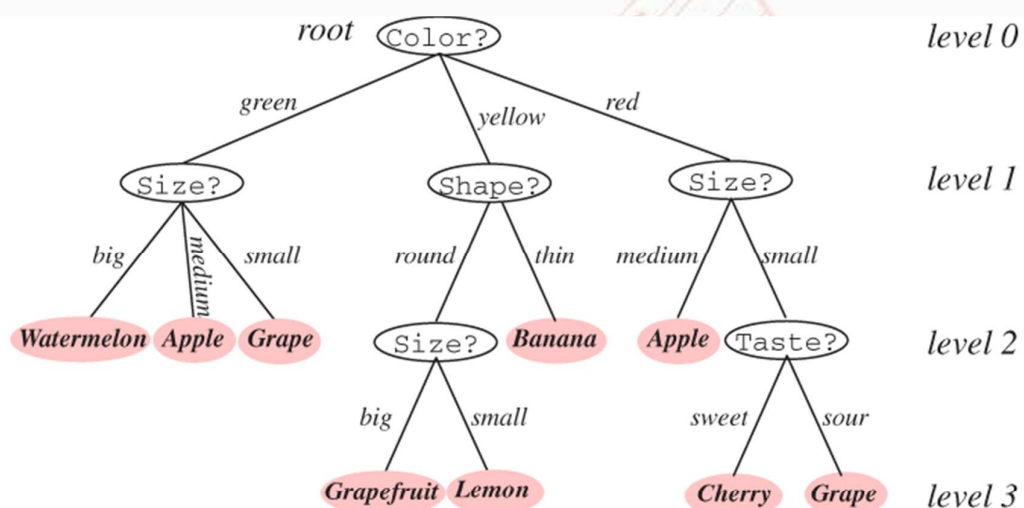 root Color? level 0
green yellow red
Size? Shape? Size? level 1
big medium small round thin medium small
Watermelon Apple Grape Size? Banana Apple Taste? level 2
big small sweet sour
Grapefruit Lemon Cherry Grape level 3